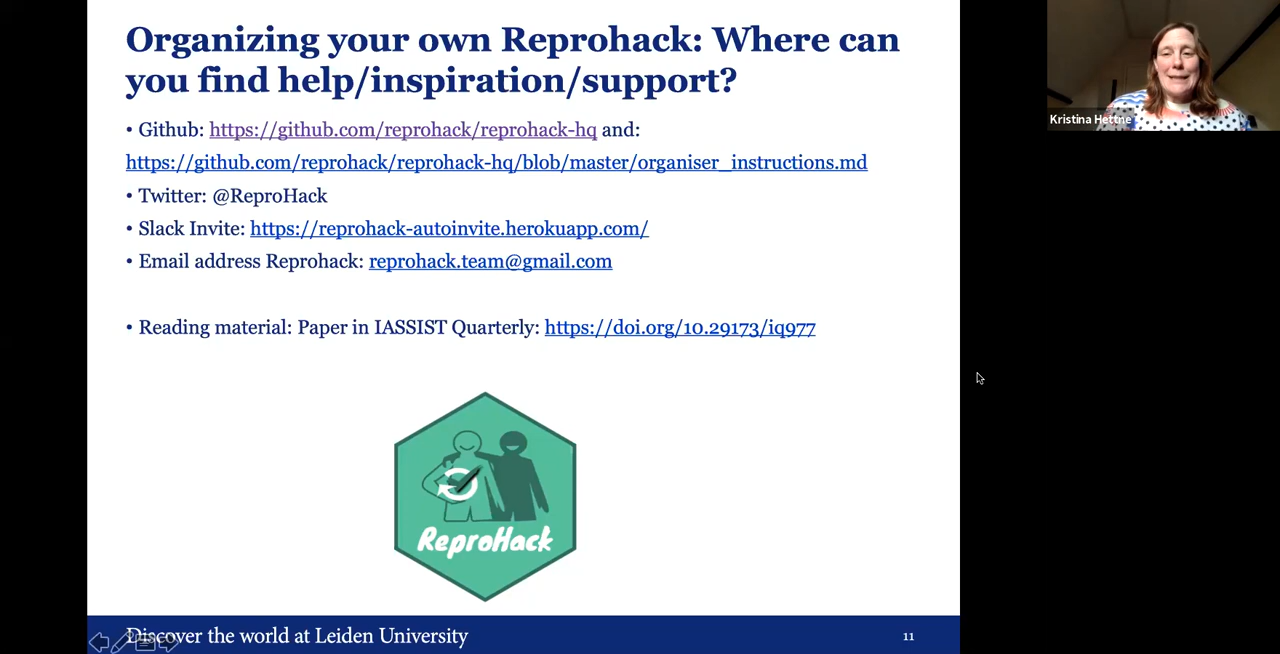 Organizing your own Reprohack: Where can
you find help/inspiration/support?
• Github: https://github.com/reprohack/reprohack-hq and:
https://github.com/reprohack/reprohack-hq/blob/master/organiser_instructions.md
• Twitter: @ReproHack
• Slack Invite: https://reprohack-autoinvite.herokuapp.com/
• Email address Reprohack: reprohack.team@gmail.com
• Reading material: Paper in IASSIST Quarterly: https://doi.org/10.29173/iq977
ReproHack
Discover the world at Leiden University
11
Kristina Hettne